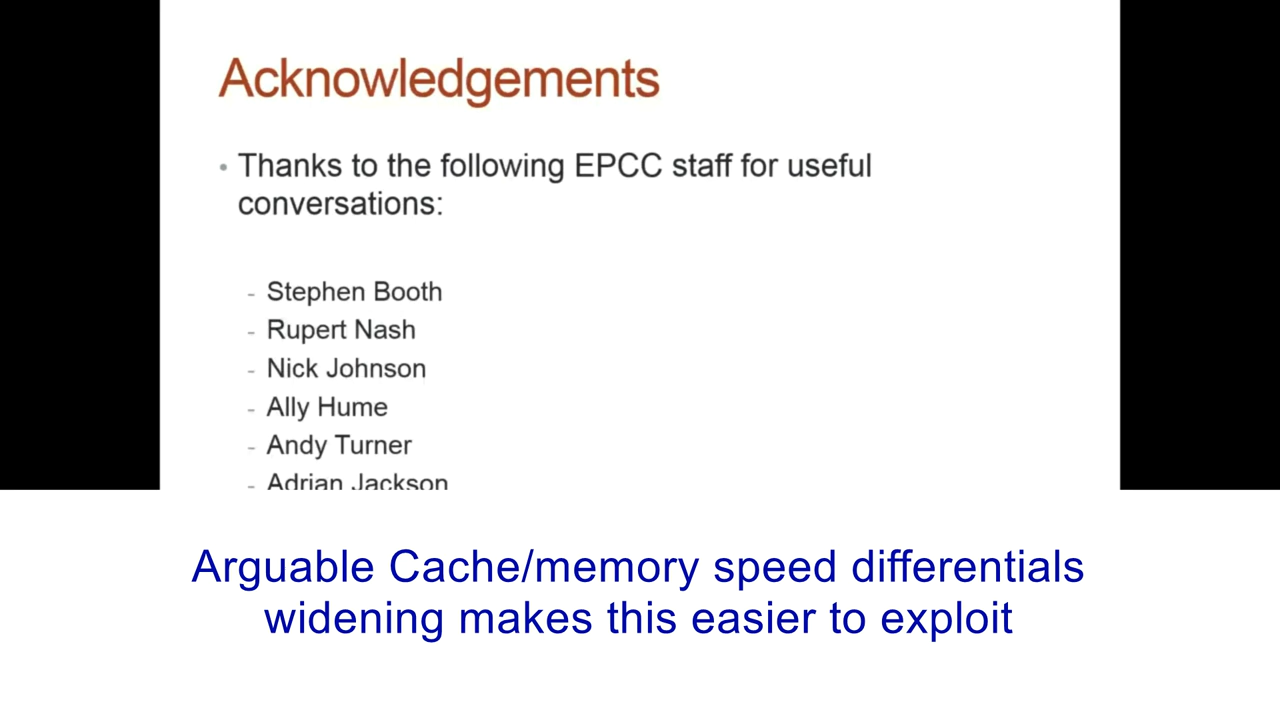 Acknowledgements
• Thanks to the following EPCC staff for useful
conversations:
- Stephen Booth
- Rupert Nash
- Nick Johnson
- Ally Hume
- Andy Turner
- Adrian Jackson
Arguable Cache/memory speed differentials
widening makes this easier to exploit